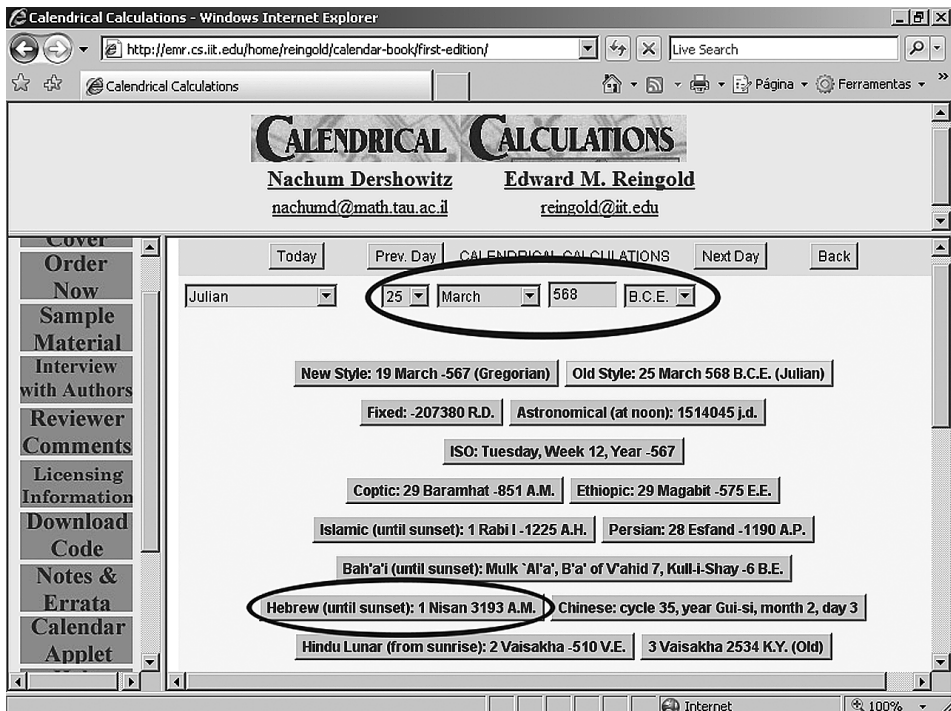 Calendrical Calculations - Windows Internet Explorer
http://emr.cs.iit.edu/home/reingold/calendar-book/first-edition/
Live Search
Calendrical Calculations
Página
Ferramentas
»
CALENDRICAL CALCULATIONS
Nachum Dershowitz Edward M. Reingold
nachumd@math.tau.ac.il reingold@iit.edu
Cover
Order
Now
Sample
Material
Interview
with Authors
Reviewer
Comments
Licensing
Information
Download
Code
Notes &
Errata
Calendar
Applet
Today Prev. Day CALENDRICAL CALCULATIONS Next Day Back
Julian 25 March 568 B.C.E.
New Style: 19 March -567 (Gregorian) Old Style: 25 March 568 B.C.E. (Julian)
Fixed: -207380 R.D. Astronomical (at noon): 1514045 j.d.
ISO: Tuesday, Week 12, Year -567
Coptic: 29 Baramhat -851 A.M. Ethiopic: 29 Magabit -575 E.E.
Islamic (until sunset): 1 Rabi I -1225 A.H. Persian: 28 Esfand -1190 A.P.
Bah'a'i (until sunset): Mulk `Al'a', B'a' of V'ahid 7, Kull-i-Shay -6 B.E.
Hebrew (until sunset): 1 Nisan 3193 A.M. Chinese: cycle 35, year Gui-si, month 2, day 3
Hindu Lunar (from sunrise): 2 Vaisakha -510 V.E. 3 Vaisakha 2534 K.Y. (Old)
Internet 100%